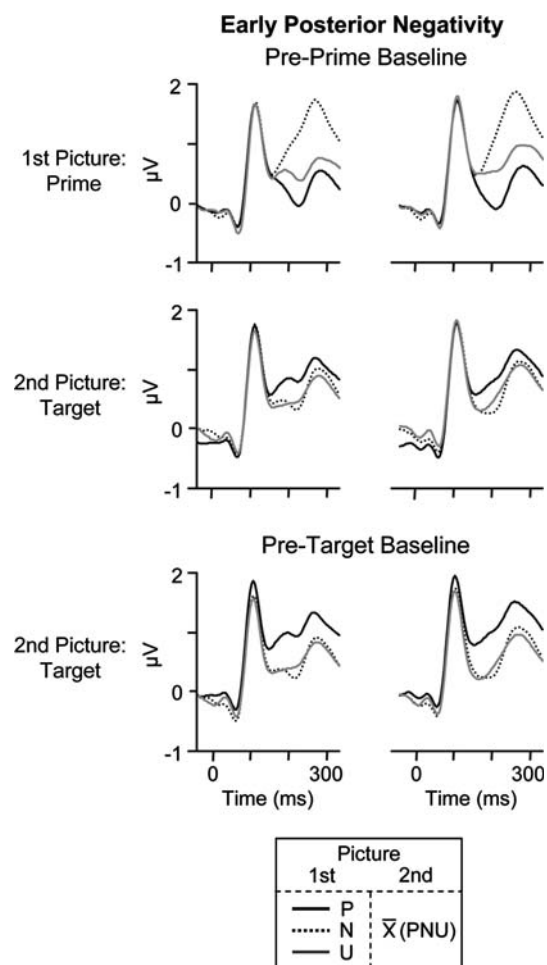 Early Posterior Negativity
Pre-Prime Baseline
1st Picture:
Prime
µV
2
0
-1
2nd Picture:
Target
µV
2
0
-1
Pre-Target Baseline
2nd Picture:
Target
µV
2
0
-1
0 300 0 300
Time (ms) Time (ms)
Picture
1st 2nd
P
N X̅ (PNU)
U